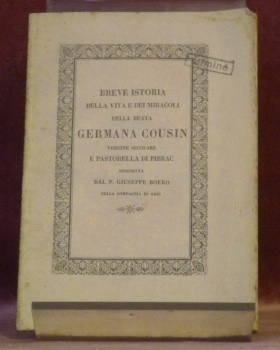 terminé
BREVE ISTORIA
DELLA VITA E DEI MIRACOLI
DELLA BEATA
GERMANA COUSIN
VERGINE SECOLARE
E PASTORELLA DI PIBRAC
DESCRITTA
DAL P. GIUSEPPE BOERO
DELLA COMPAGNIA DI GESÙ